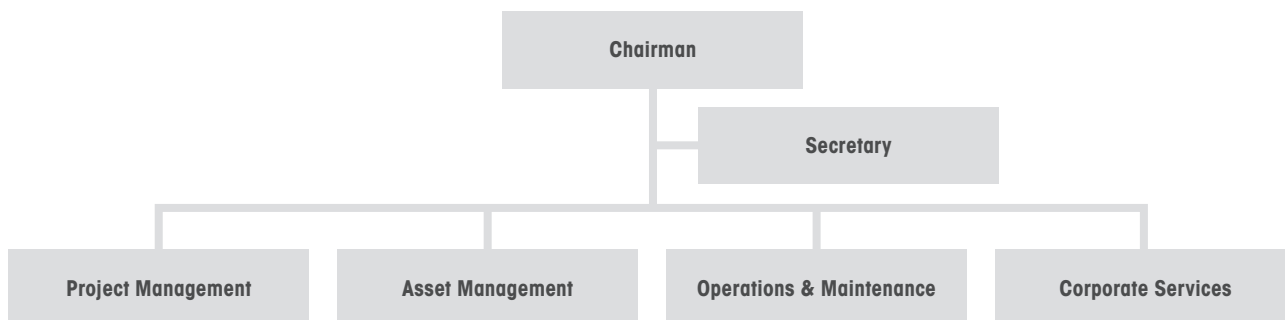 Chairman
Secretary
Project Management
Asset Management
Operations & Maintenance
Corporate Services